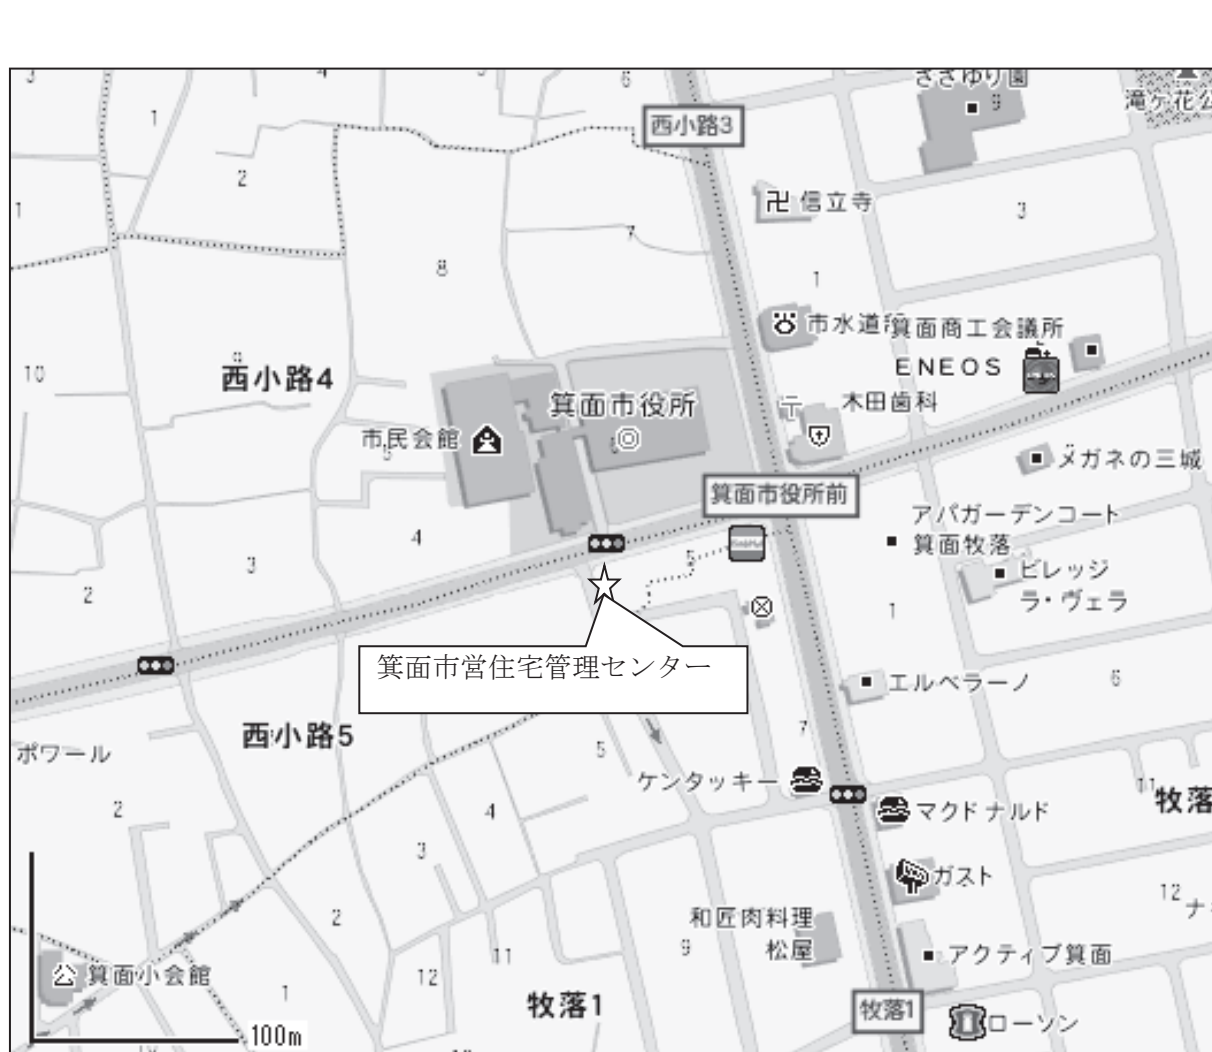 ささゆり園
9
滝ケ花公
6
西小路3
1
2
卍 信立寺
3
1
7
8
1
市水道
箕面商工会議所
ENEOS
10
西小路4
箕面市役所
木田歯科
市民会館
6
メガネの三城
箕面市役所前
アパガーデンコート
箕面牧落
4
5
3
ビレッジ
ラ・ヴェラ
2
1
箕面市営住宅管理センター
エルベラーノ
6
西小路5
7
ポワール
5
ケンタッキー
11
牧落
マクドナルド
2
4
3
ガスト
12
ナ
2
和匠肉料理
松屋
9
アクティブ箕面
11
12
公 箕面小会館
1
牧落1
牧落1
ローソン
100m